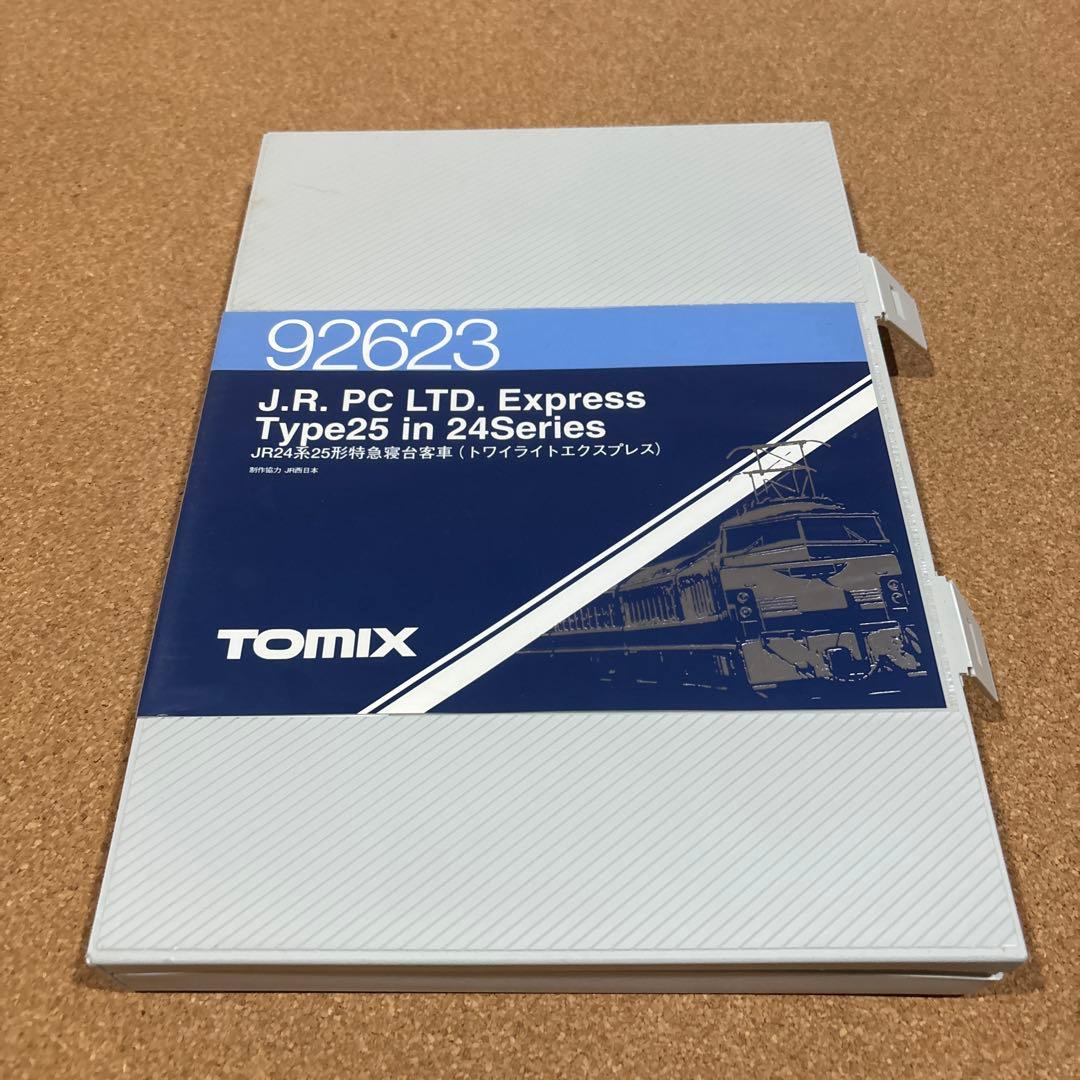 92623
J.R. PC LTD. Express
Type25 in 24Series
JR24系25形特急寝台客車（トワイライトエクスプレス）
制作協力 JR西日本
TOMIX